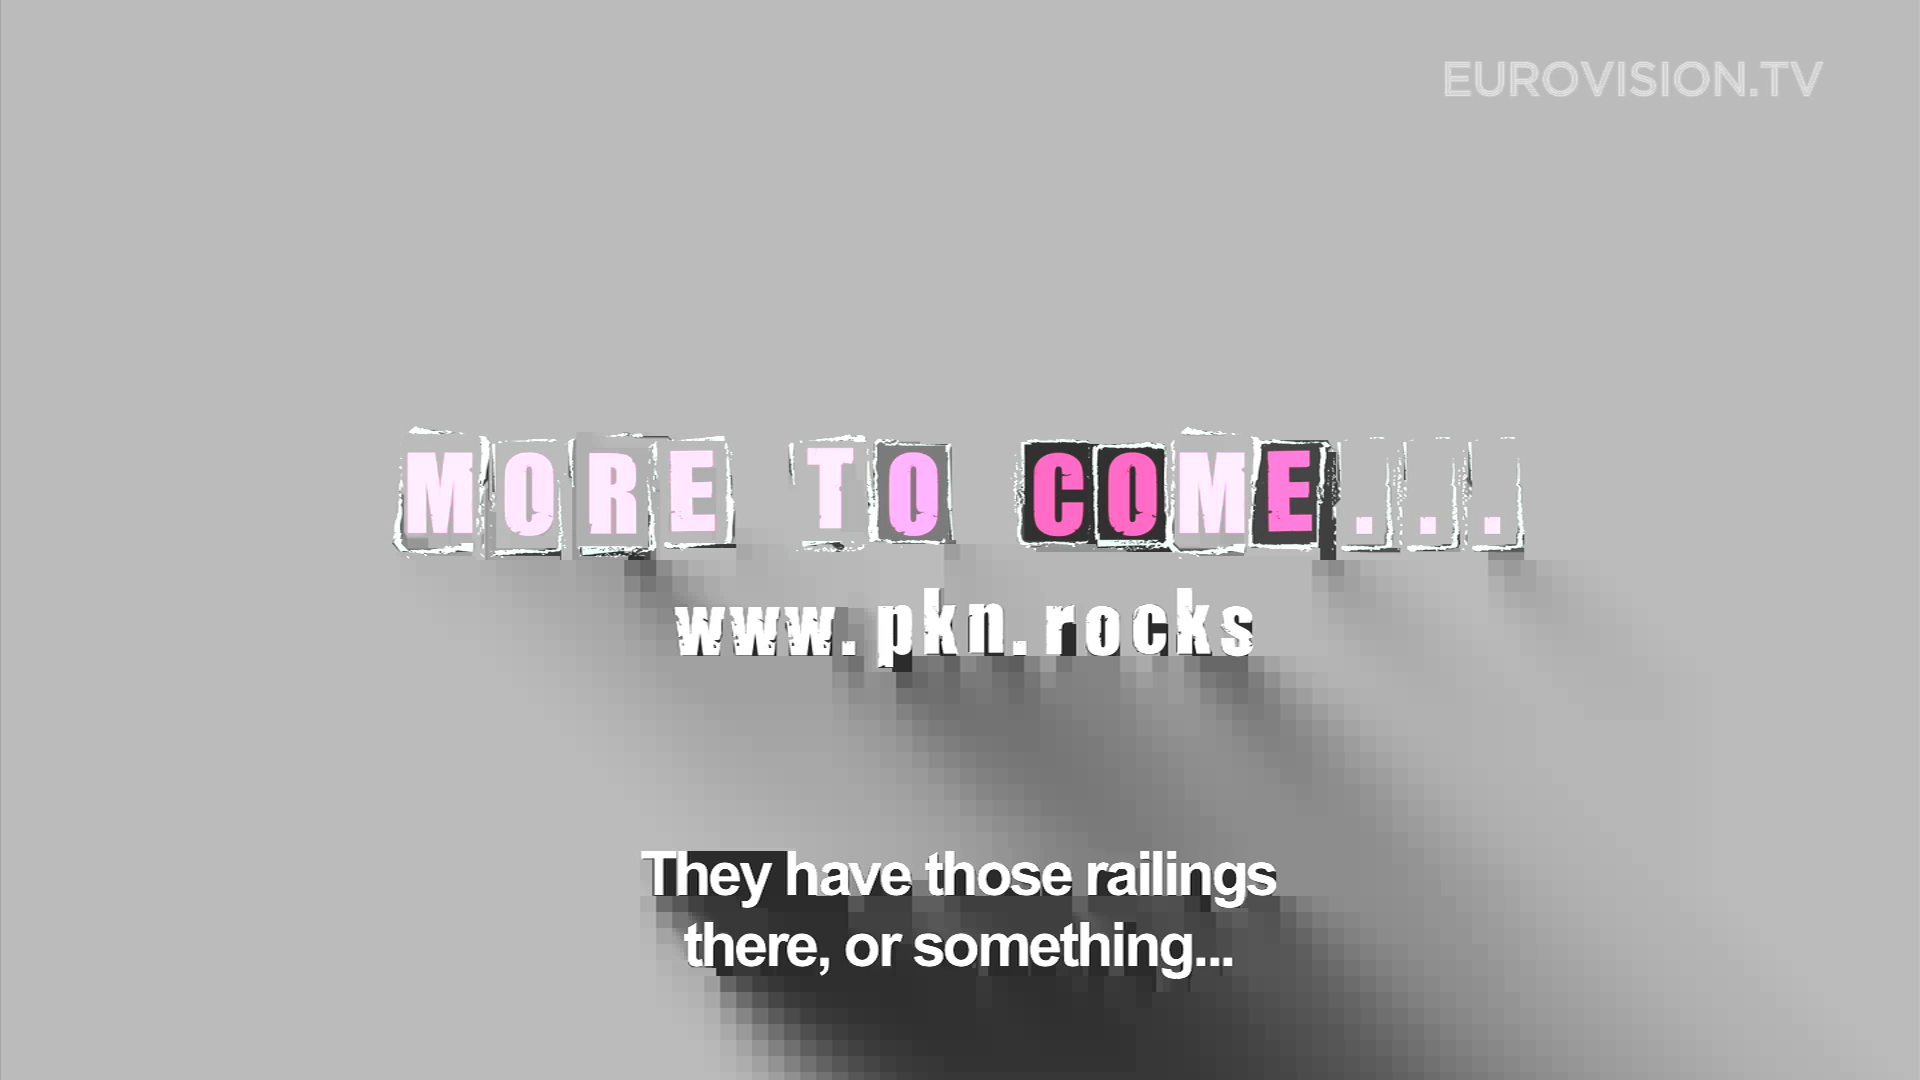 EUROVISION.TV
MORE TO COME...
www.pkn.rocks
They have those railings
there, or something...